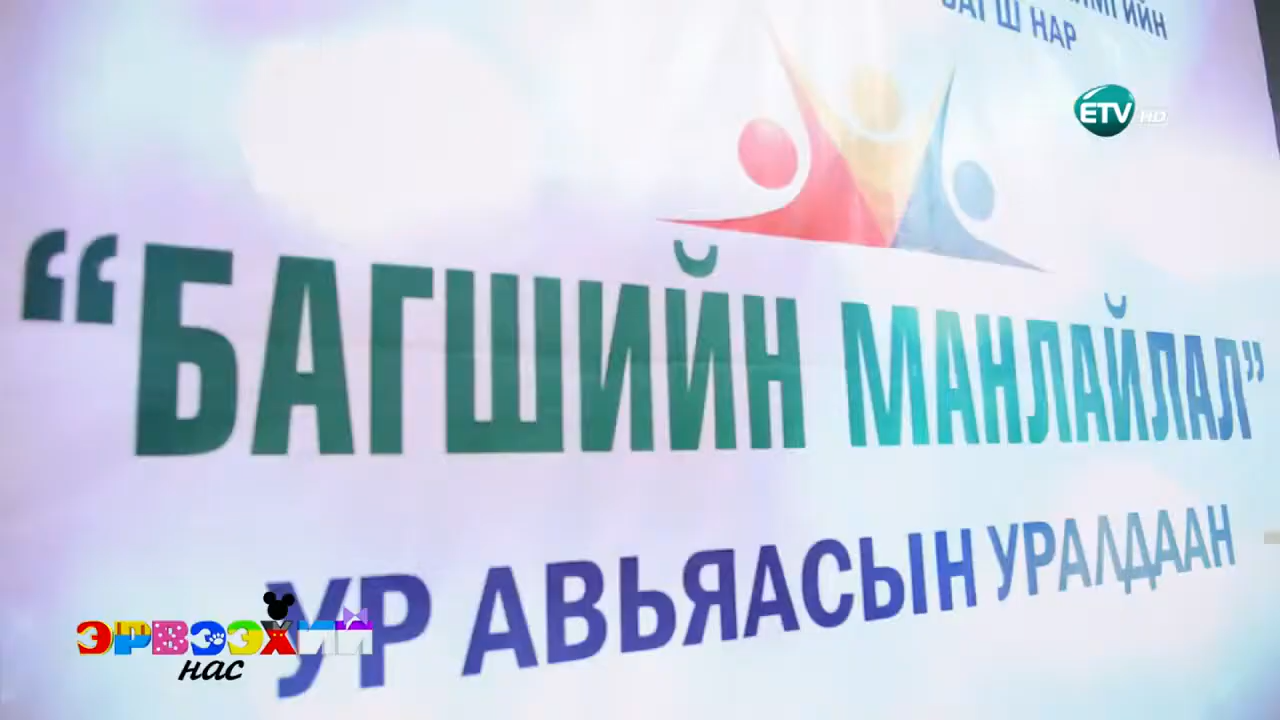 БАГШ НАР
ETV HD
“БАГШИЙН МАНЛАЙЛАЛ”
УР АВЬЯАСЫН УРАЛДААН
ЭРВЭЭХИЙ
нас